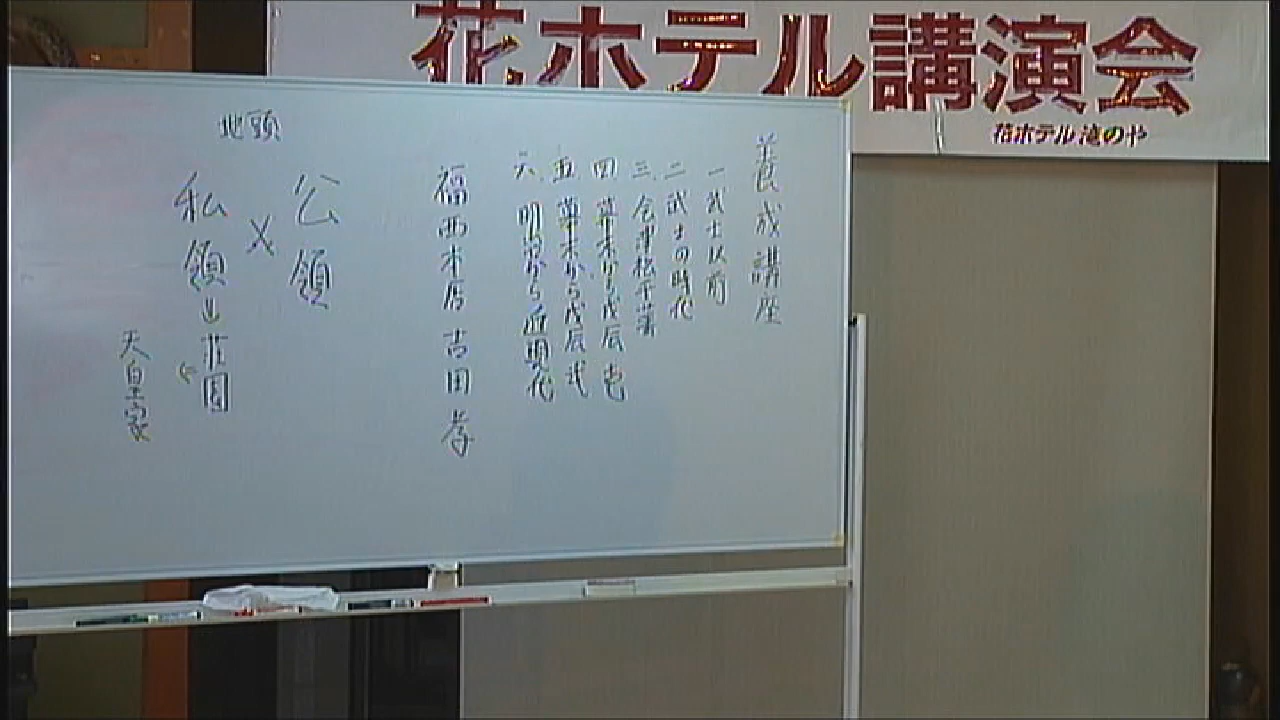 花ホテル講演会
花ホテル滝のや
養成講座
一 武士以前
二 武士の時代
三 会津松平藩
四 幕末から戊辰 壱
五 幕末から戊辰 弐
六 明治から近現代
福西本店 吉田 孝
地頭
公領
×
私領→荘園
←
天皇家